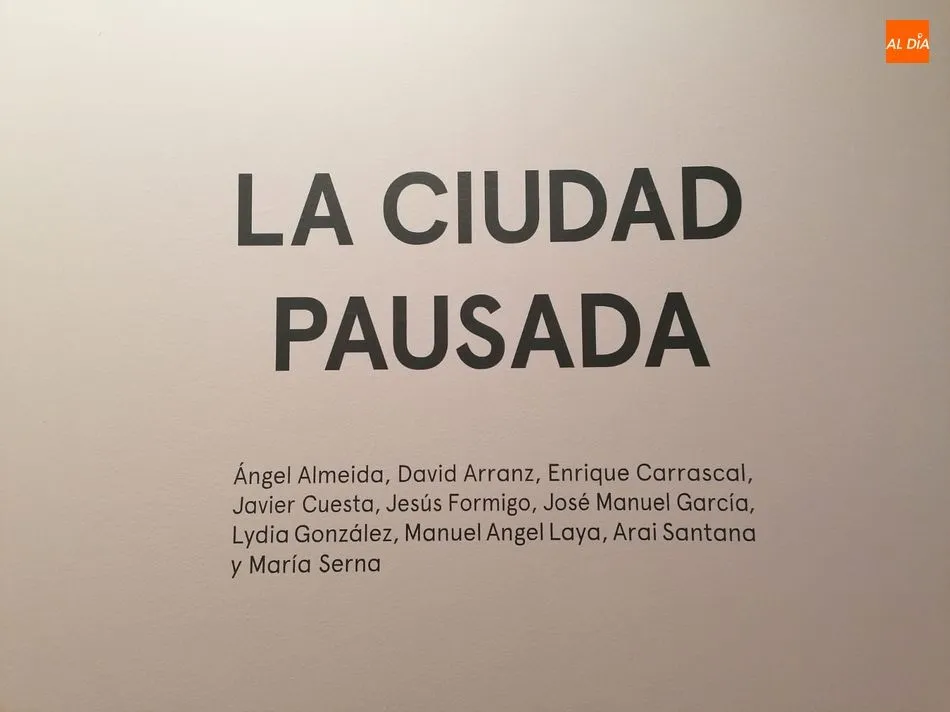 AL DÍA
LA CIUDAD
PAUSADA
Ángel Almeida, David Arranz, Enrique Carrascal,
Javier Cuesta, Jesús Formigo, José Manuel García,
Lydia González, Manuel Angel Laya, Arai Santana
y María Serna